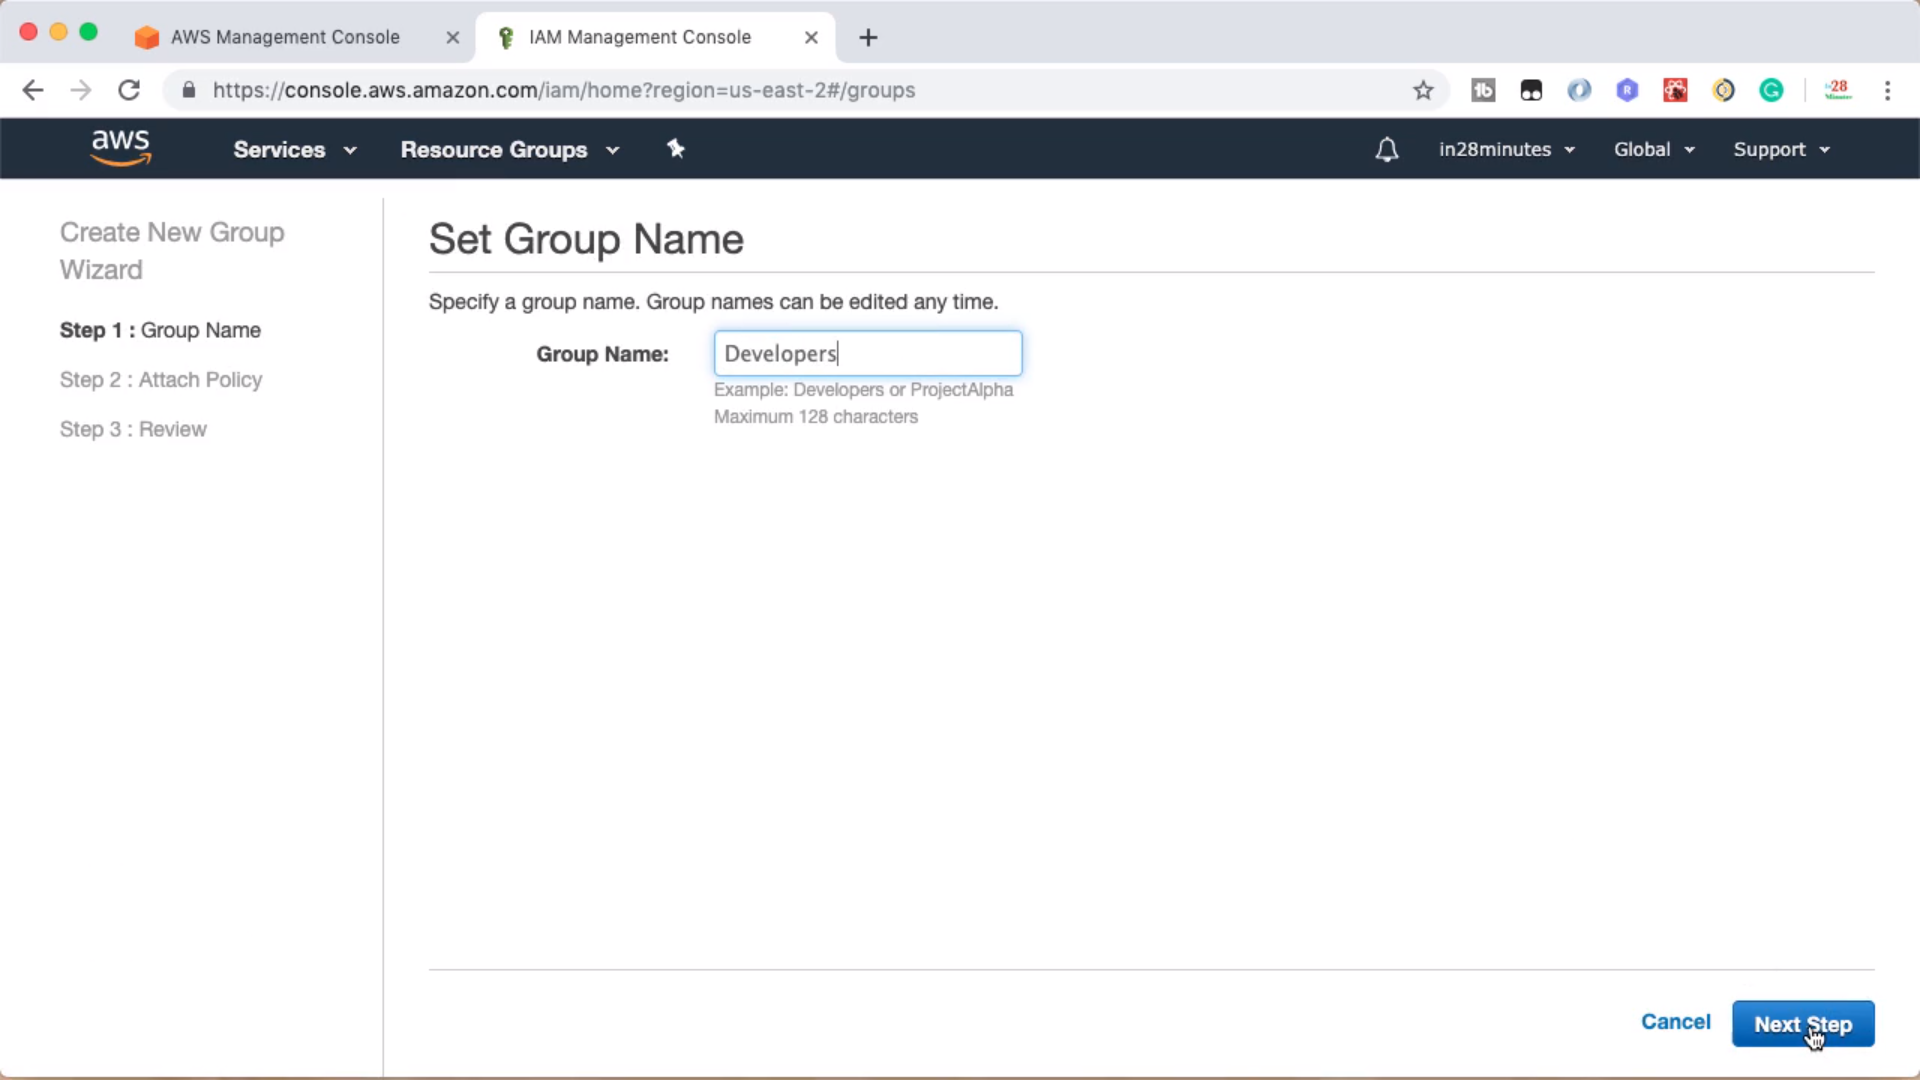 AWS Management Console
IAM Management Console
https://console.aws.amazon.com/iam/home?region=us-east-2#/groups
aws
Services
Resource Groups
in28minutes
Global
Support
Create New Group
Wizard
Step 1 : Group Name
Step 2 : Attach Policy
Step 3 : Review
Set Group Name
Specify a group name. Group names can be edited any time.
Group Name: Developers
Example: Developers or ProjectAlpha
Maximum 128 characters
Cancel
Next Step